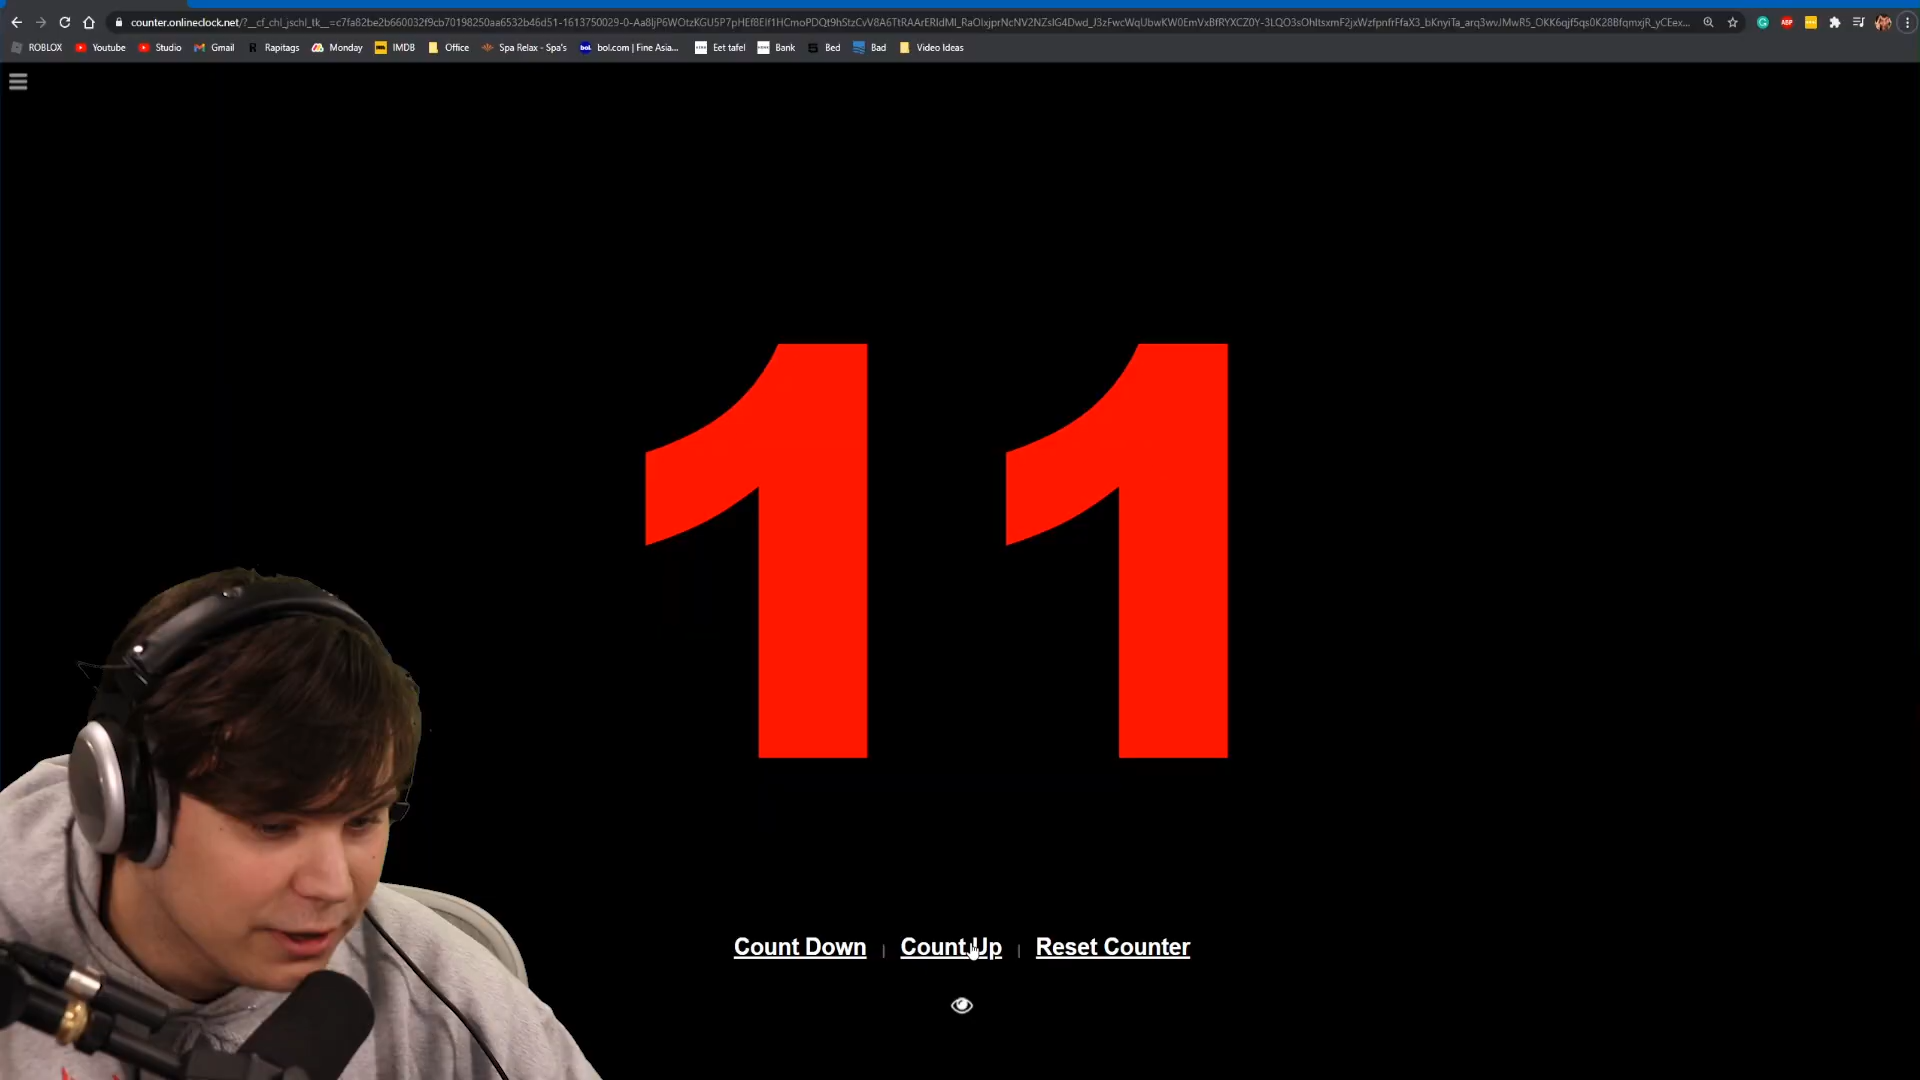 counter.onlineclock.net/?
ROBLOX Youtube Studio Gmail Rapitags Monday IMDB Office Spa Relax - Spa's bol.com | Fine Asia... Eet tafel Bank Bed Bad Video Ideas
11
Count Down | Count Up | Reset Counter